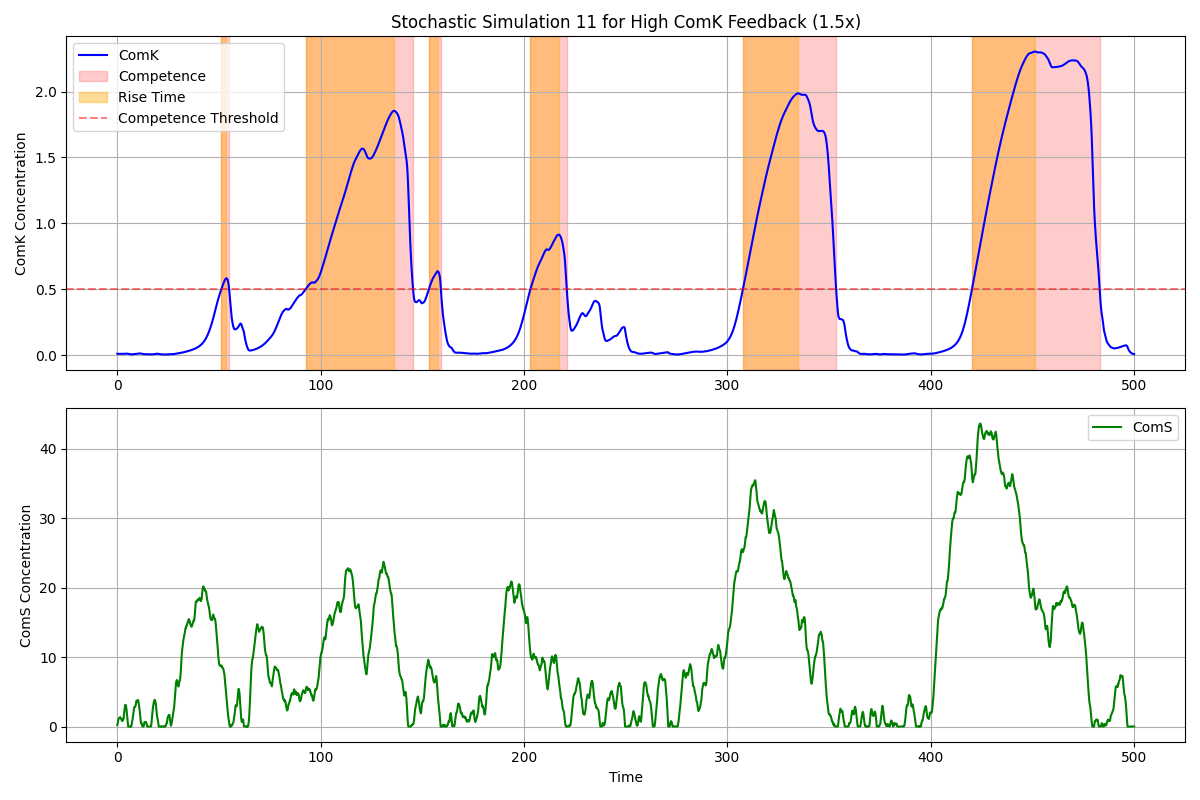 Stochastic Simulation 11 for High ComK Feedback (1.5x)
ComK
Competence
Rise Time
Competence Threshold
ComK Concentration
2.0
1.5
1.0
0.5
0.0
0 100 200 300 400 500
ComS
ComS Concentration
40
30
20
10
0
0 100 200 300 400 500
Time